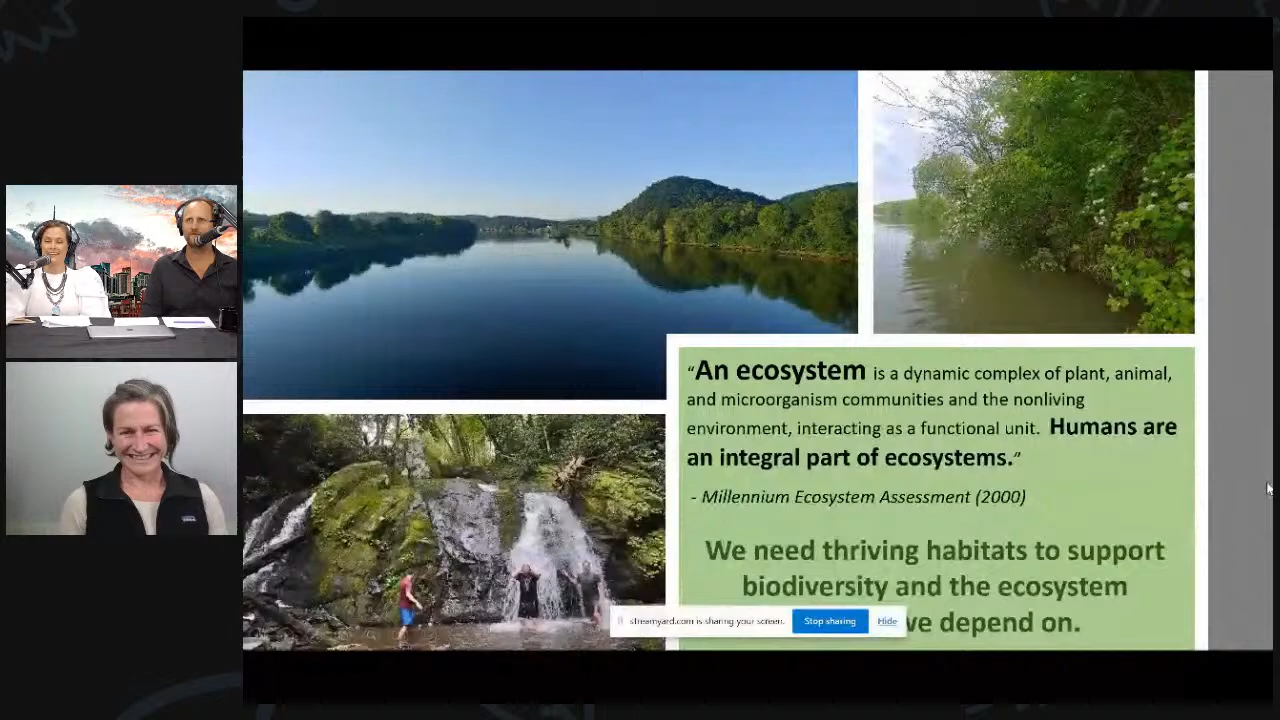 “An ecosystem is a dynamic complex of plant, animal,
and microorganism communities and the nonliving
environment, interacting as a functional unit. Humans are
an integral part of ecosystems.”
- Millennium Ecosystem Assessment (2000)
We need thriving habitats to support
biodiversity and the ecosystem
we depend on.
streamyard.com is sharing your screen. Stop sharing Hide